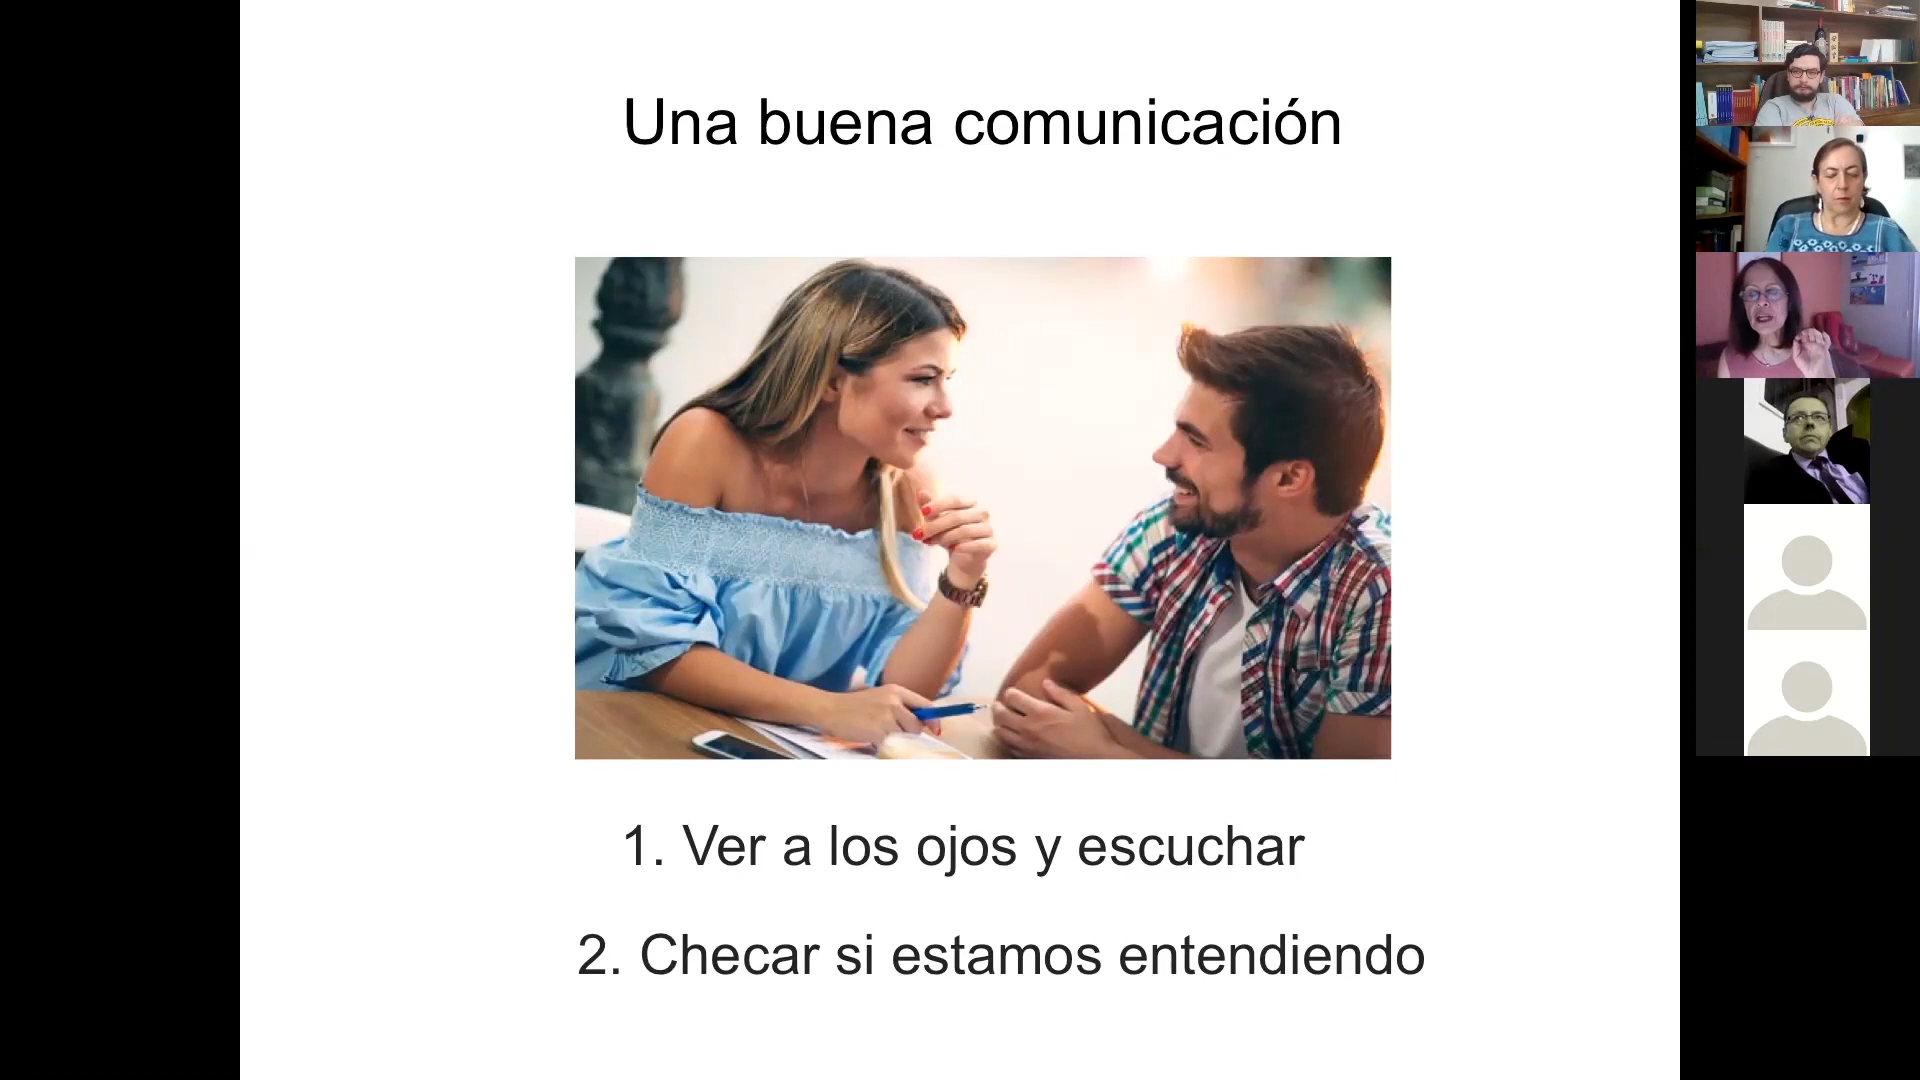 Una buena comunicación
1. Ver a los ojos y escuchar
2. Checar si estamos entendiendo